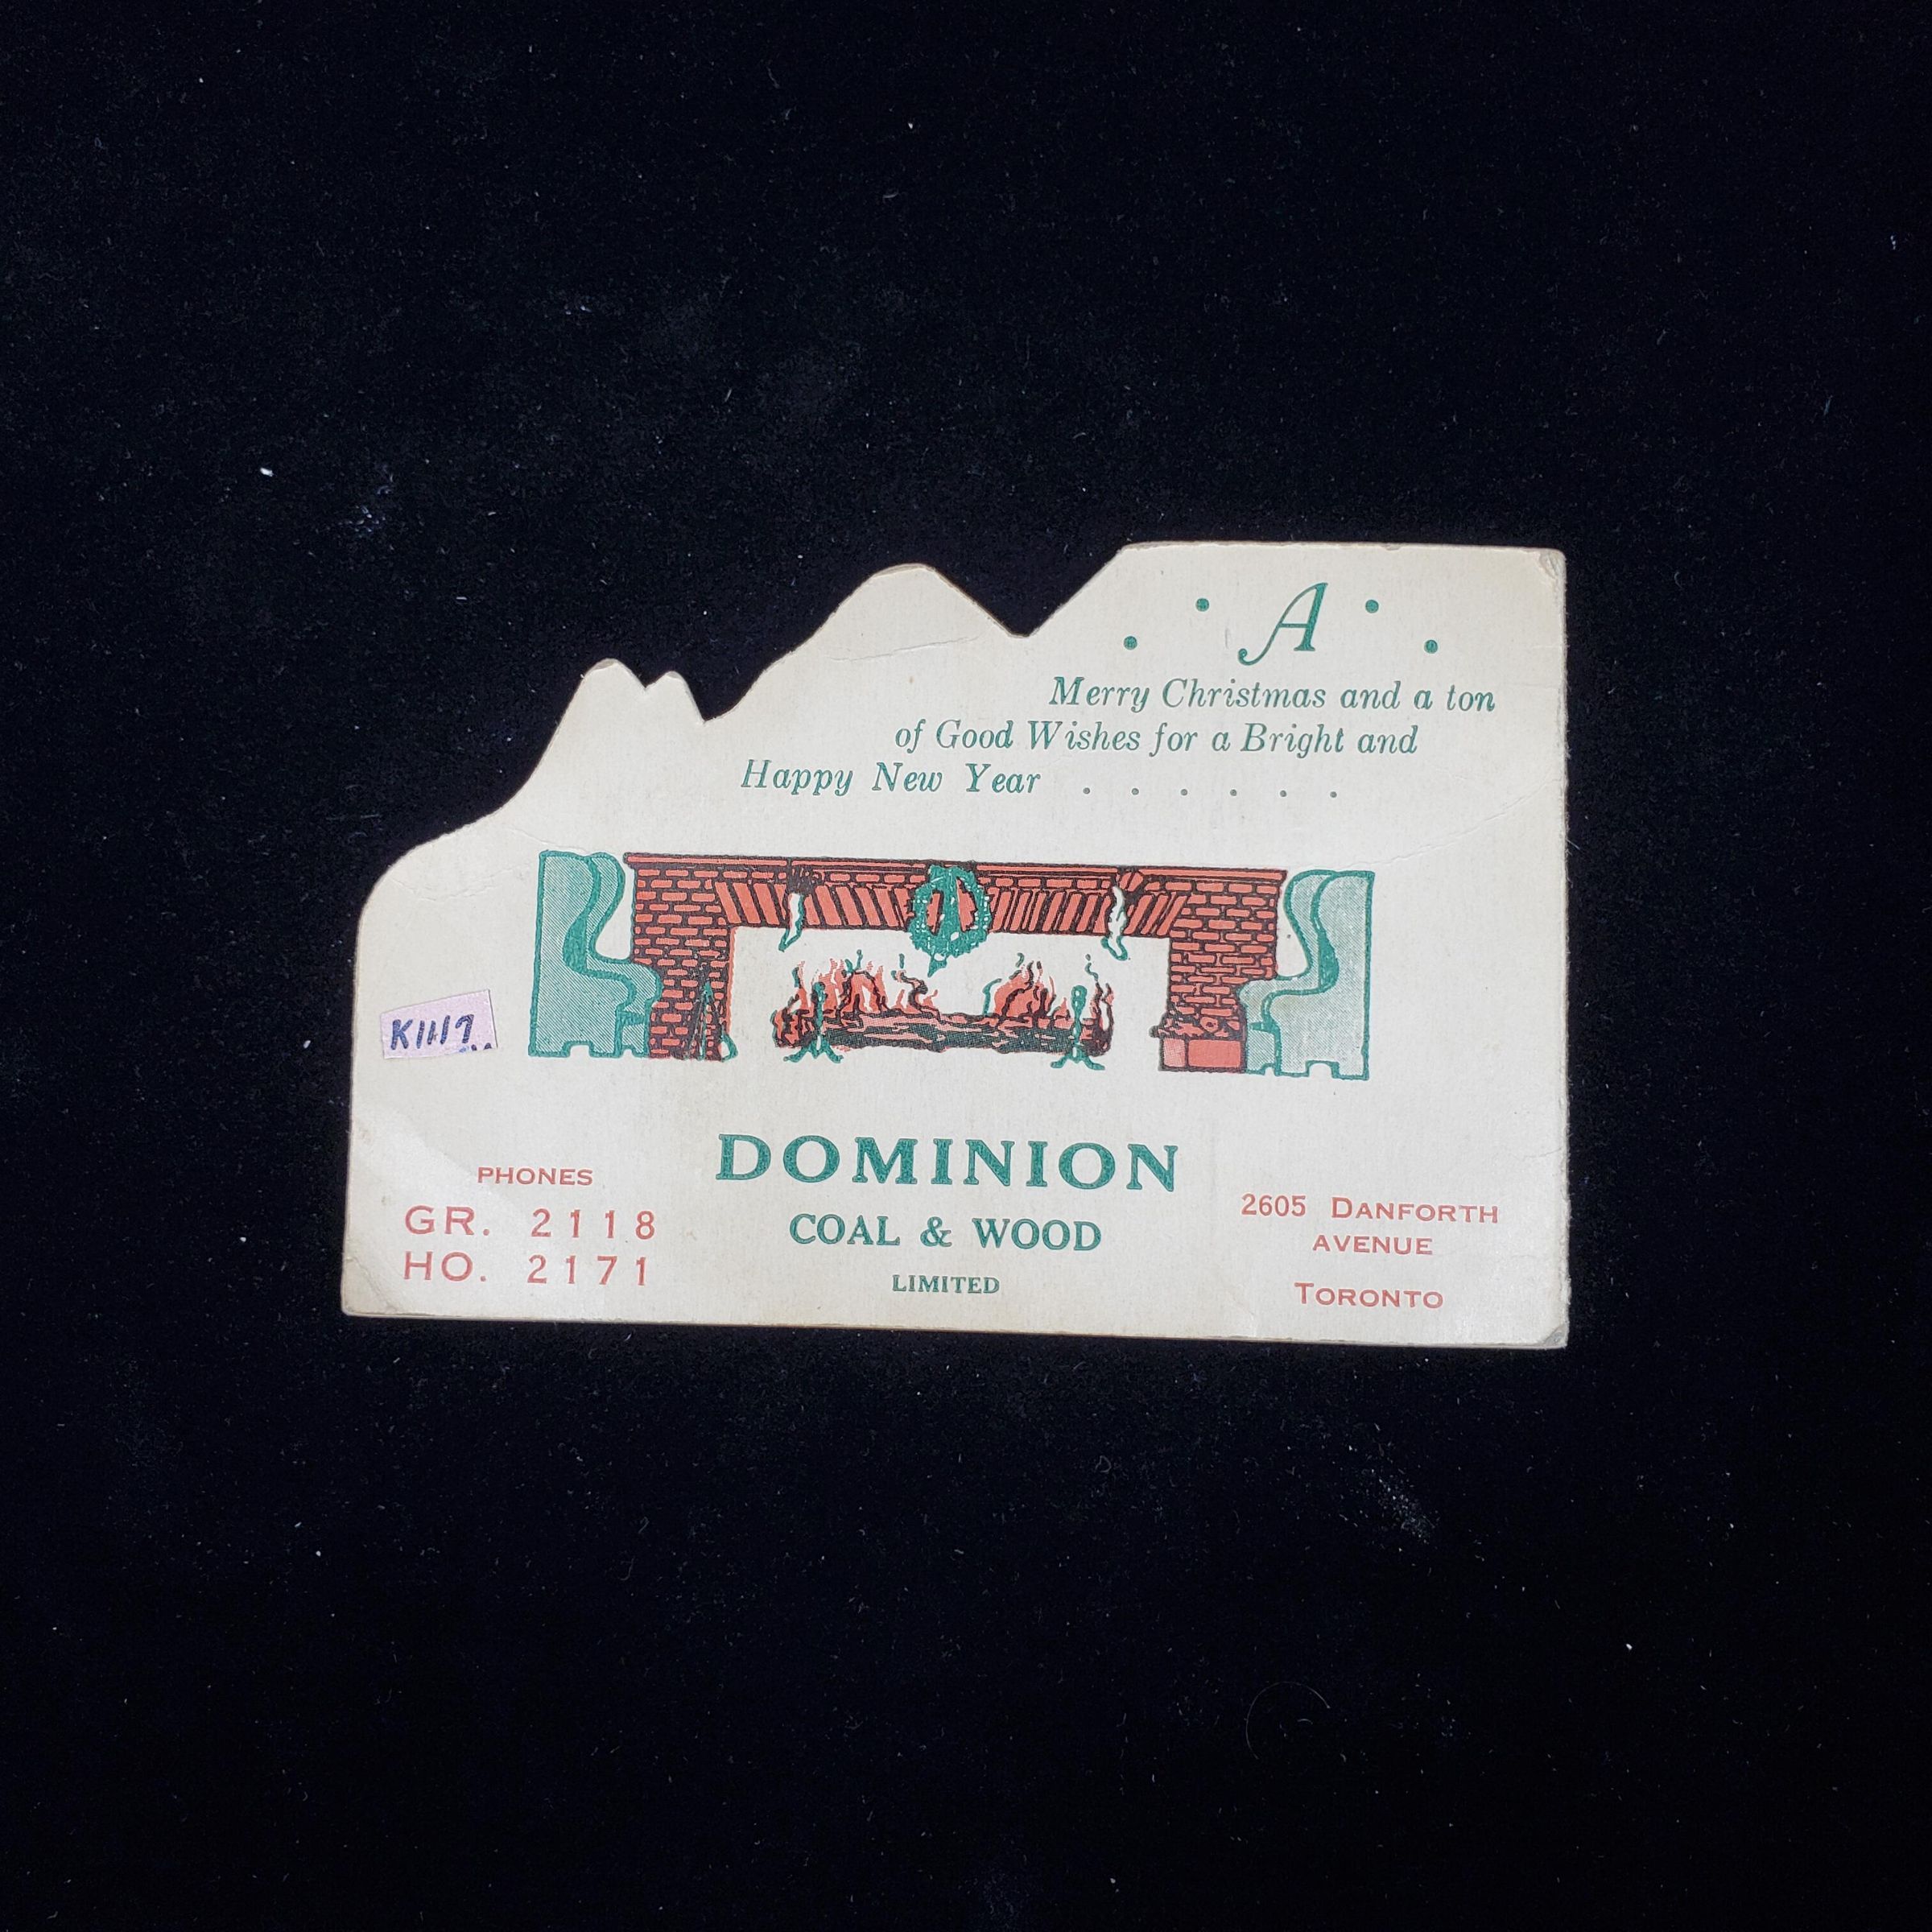 A
Merry Christmas and a ton
of Good Wishes for a Bright and
Happy New Year . . . . . .
K1117
PHONES
GR. 2118
HO. 2171
DOMINION
COAL & WOOD
LIMITED
2605 DANFORTH
AVENUE
TORONTO